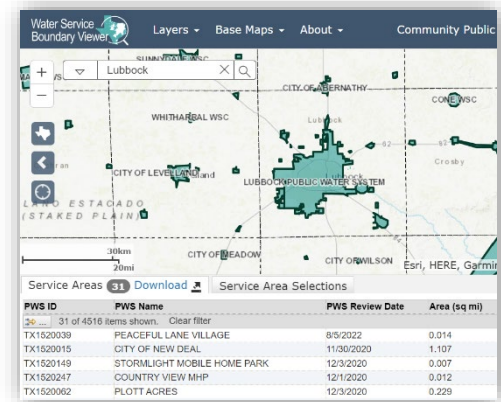 Water Service
Boundary Viewer
Layers
Base Maps
About
Community Public
+
Lubbock
−
CITY OF ABERNATHY
CONE WSC
WHITHARRAL WSC
Lubbock
62
Crosby
CITY OF LEVELLAND
LUBBOCK PUBLIC WATER SYSTEM
Lubbock
LLANO ESTACADO
(STAKED PLAIN)
84
30km
20mi
CITY OF MEADOW
CITY OF WILSON
Esri, HERE, Garmi
Service Areas 31 Download
Service Area Selections
PWS ID PWS Name PWS Review Date Area (sq mi)
... 31 of 4516 items shown. Clear filter
TX1520039 PEACEFUL LANE VILLAGE 8/5/2022 0.014
TX1520015 CITY OF NEW DEAL 11/30/2020 1.107
TX1520149 STORMLIGHT MOBILE HOME PARK 12/3/2020 0.007
TX1520247 COUNTRY VIEW MHP 12/1/2020 0.012
TX1520062 PLOTT ACRES 12/3/2020 0.229